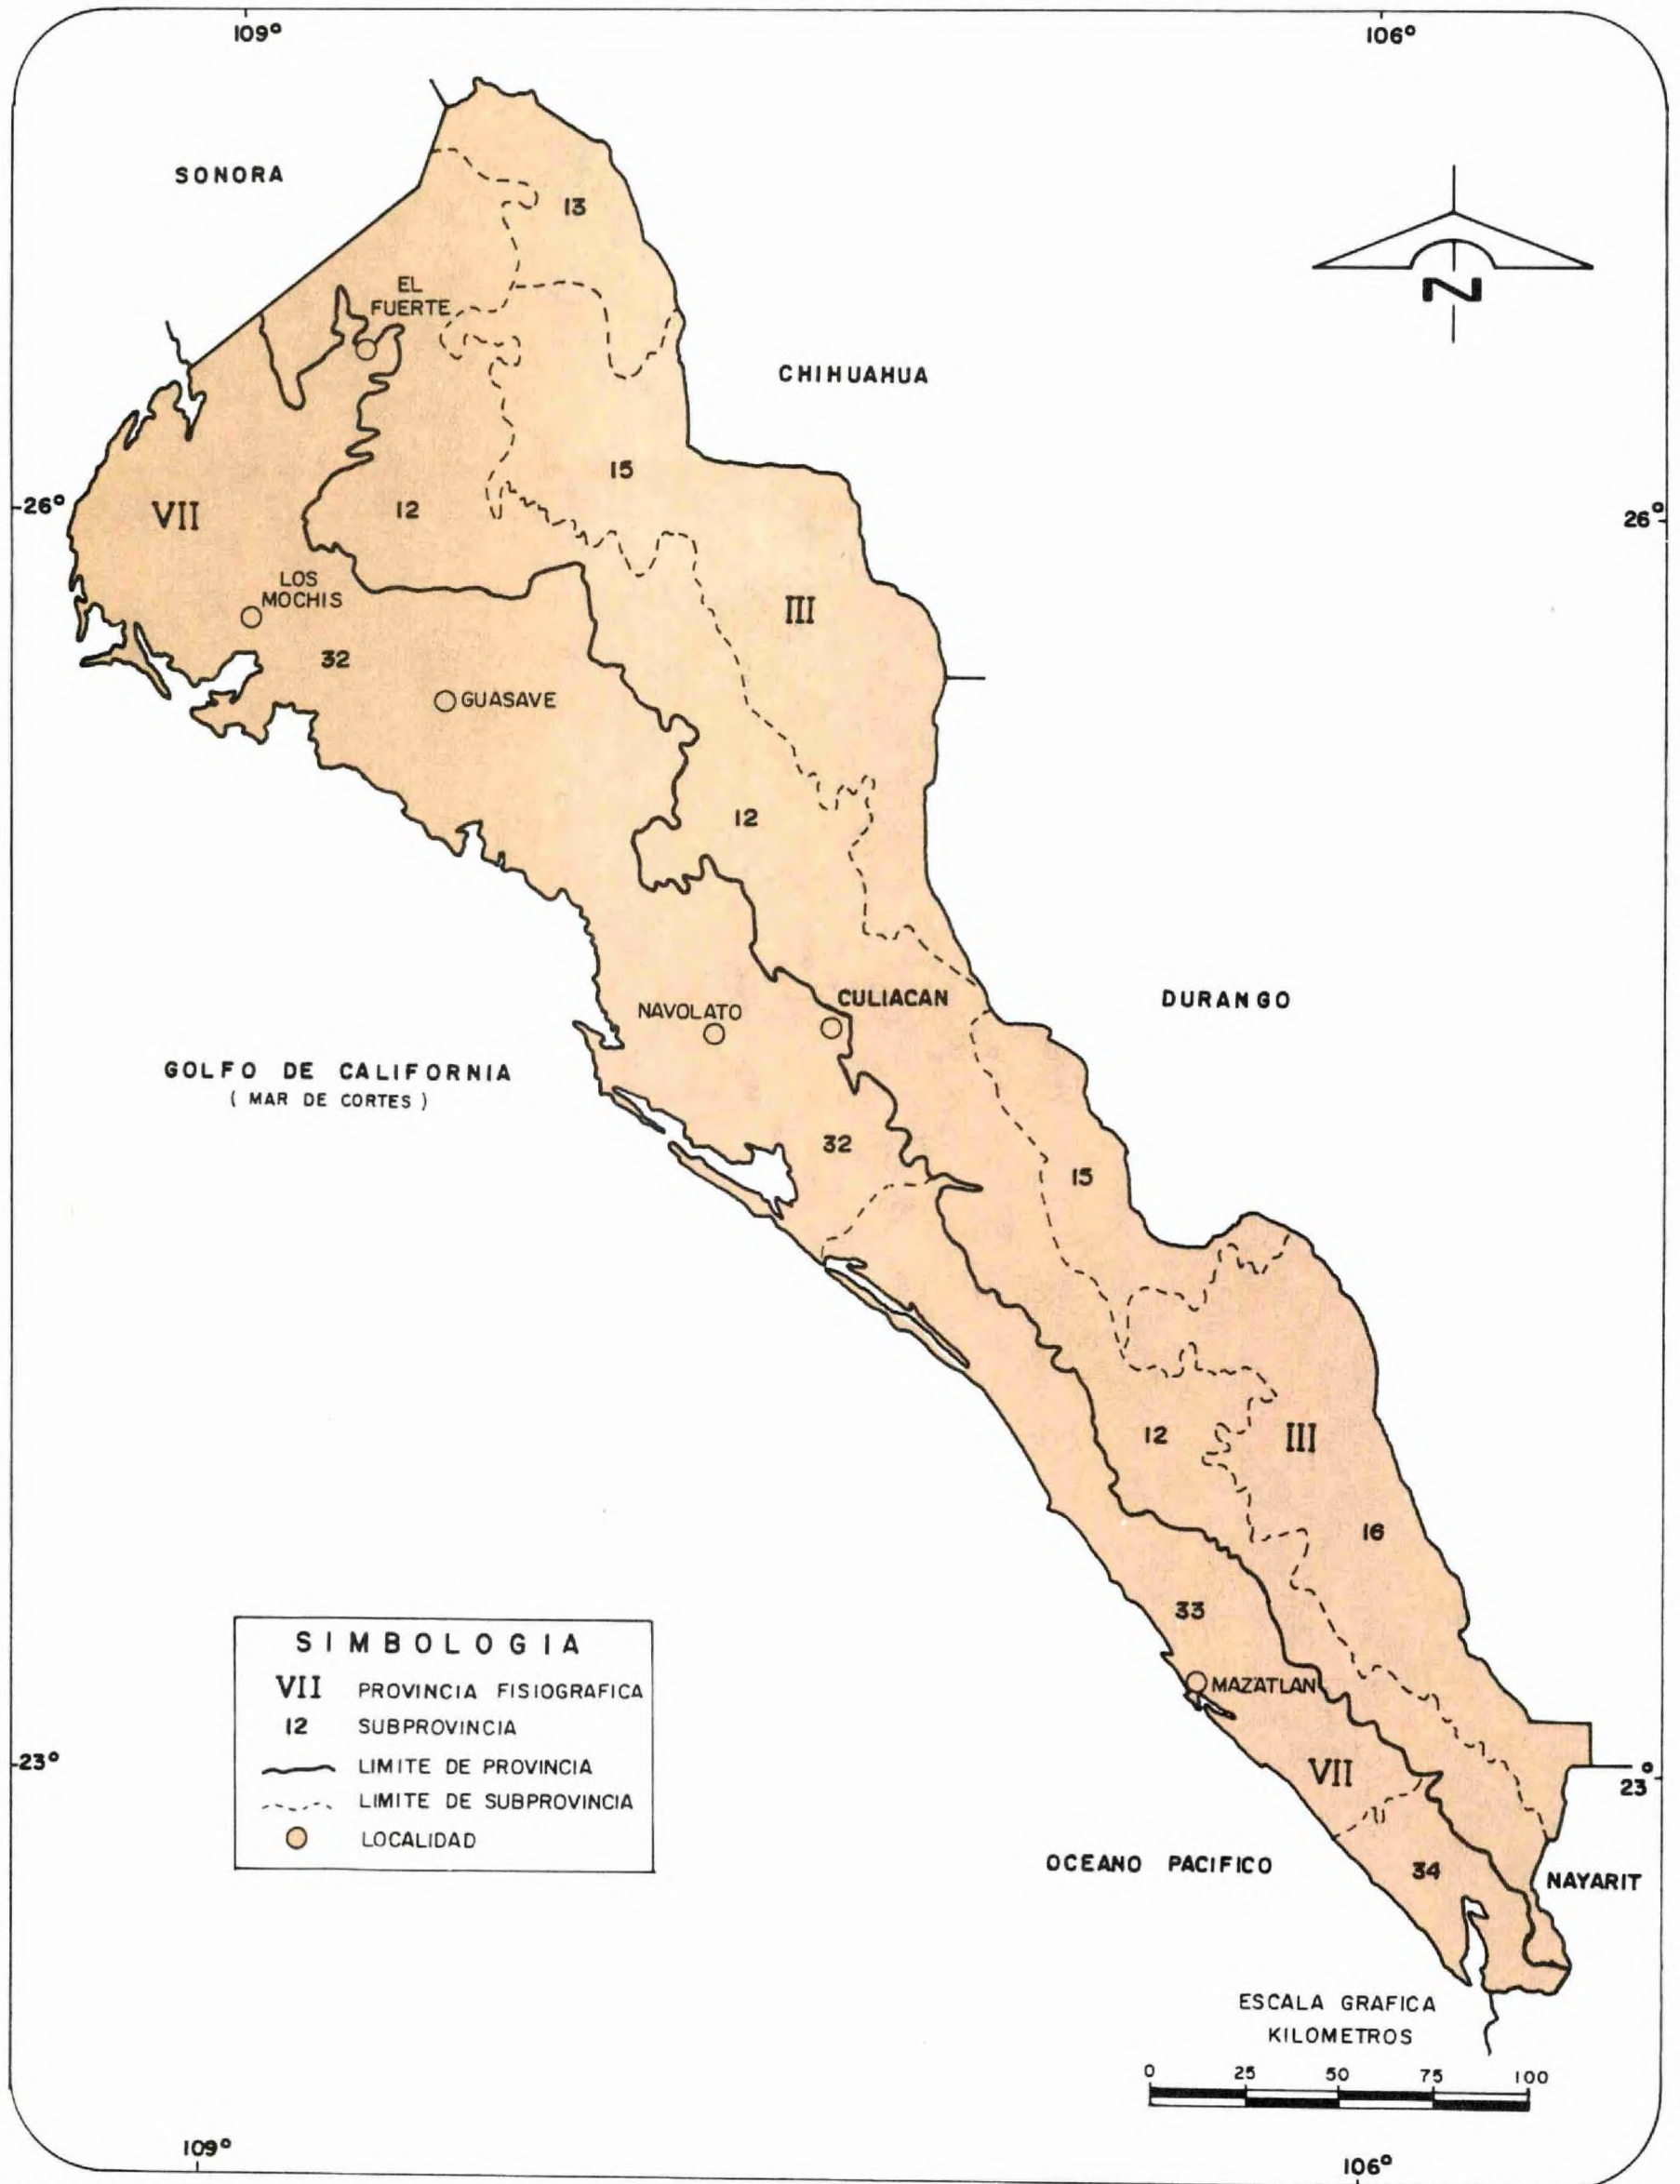 109°
106°
SONORA
13
EL
FUERTE
N
CHIHUAHUA
15
26°
VII
12
26°
LOS
MOCHIS
III
32
GUASAVE
12
CULIACAN
DURANGO
NAVOLATO
GOLFO DE CALIFORNIA
( MAR DE CORTES )
32
15
12
III
16
33
SIMBOLOGIA
VII PROVINCIA FISIOGRAFICA
12 SUBPROVINCIA
LIMITE DE PROVINCIA
LIMITE DE SUBPROVINCIA
LOCALIDAD
MAZATLAN
23°
VII
23°
OCEANO PACIFICO
34
NAYARIT
ESCALA GRAFICA
KILOMETROS
0 25 50 75 100
109°
106°